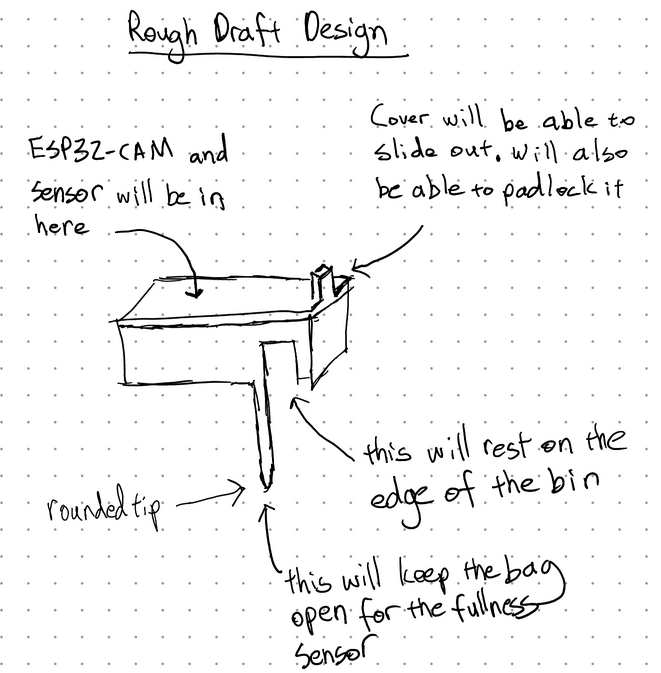 Rough Draft Design
Cover will be able to
slide out. will also
be able to padlock it
ESP32-CAM and
sensor will be in
here
this will rest on the
edge of the bin
rounded tip
this will keep the bag
open for the fullness
sensor